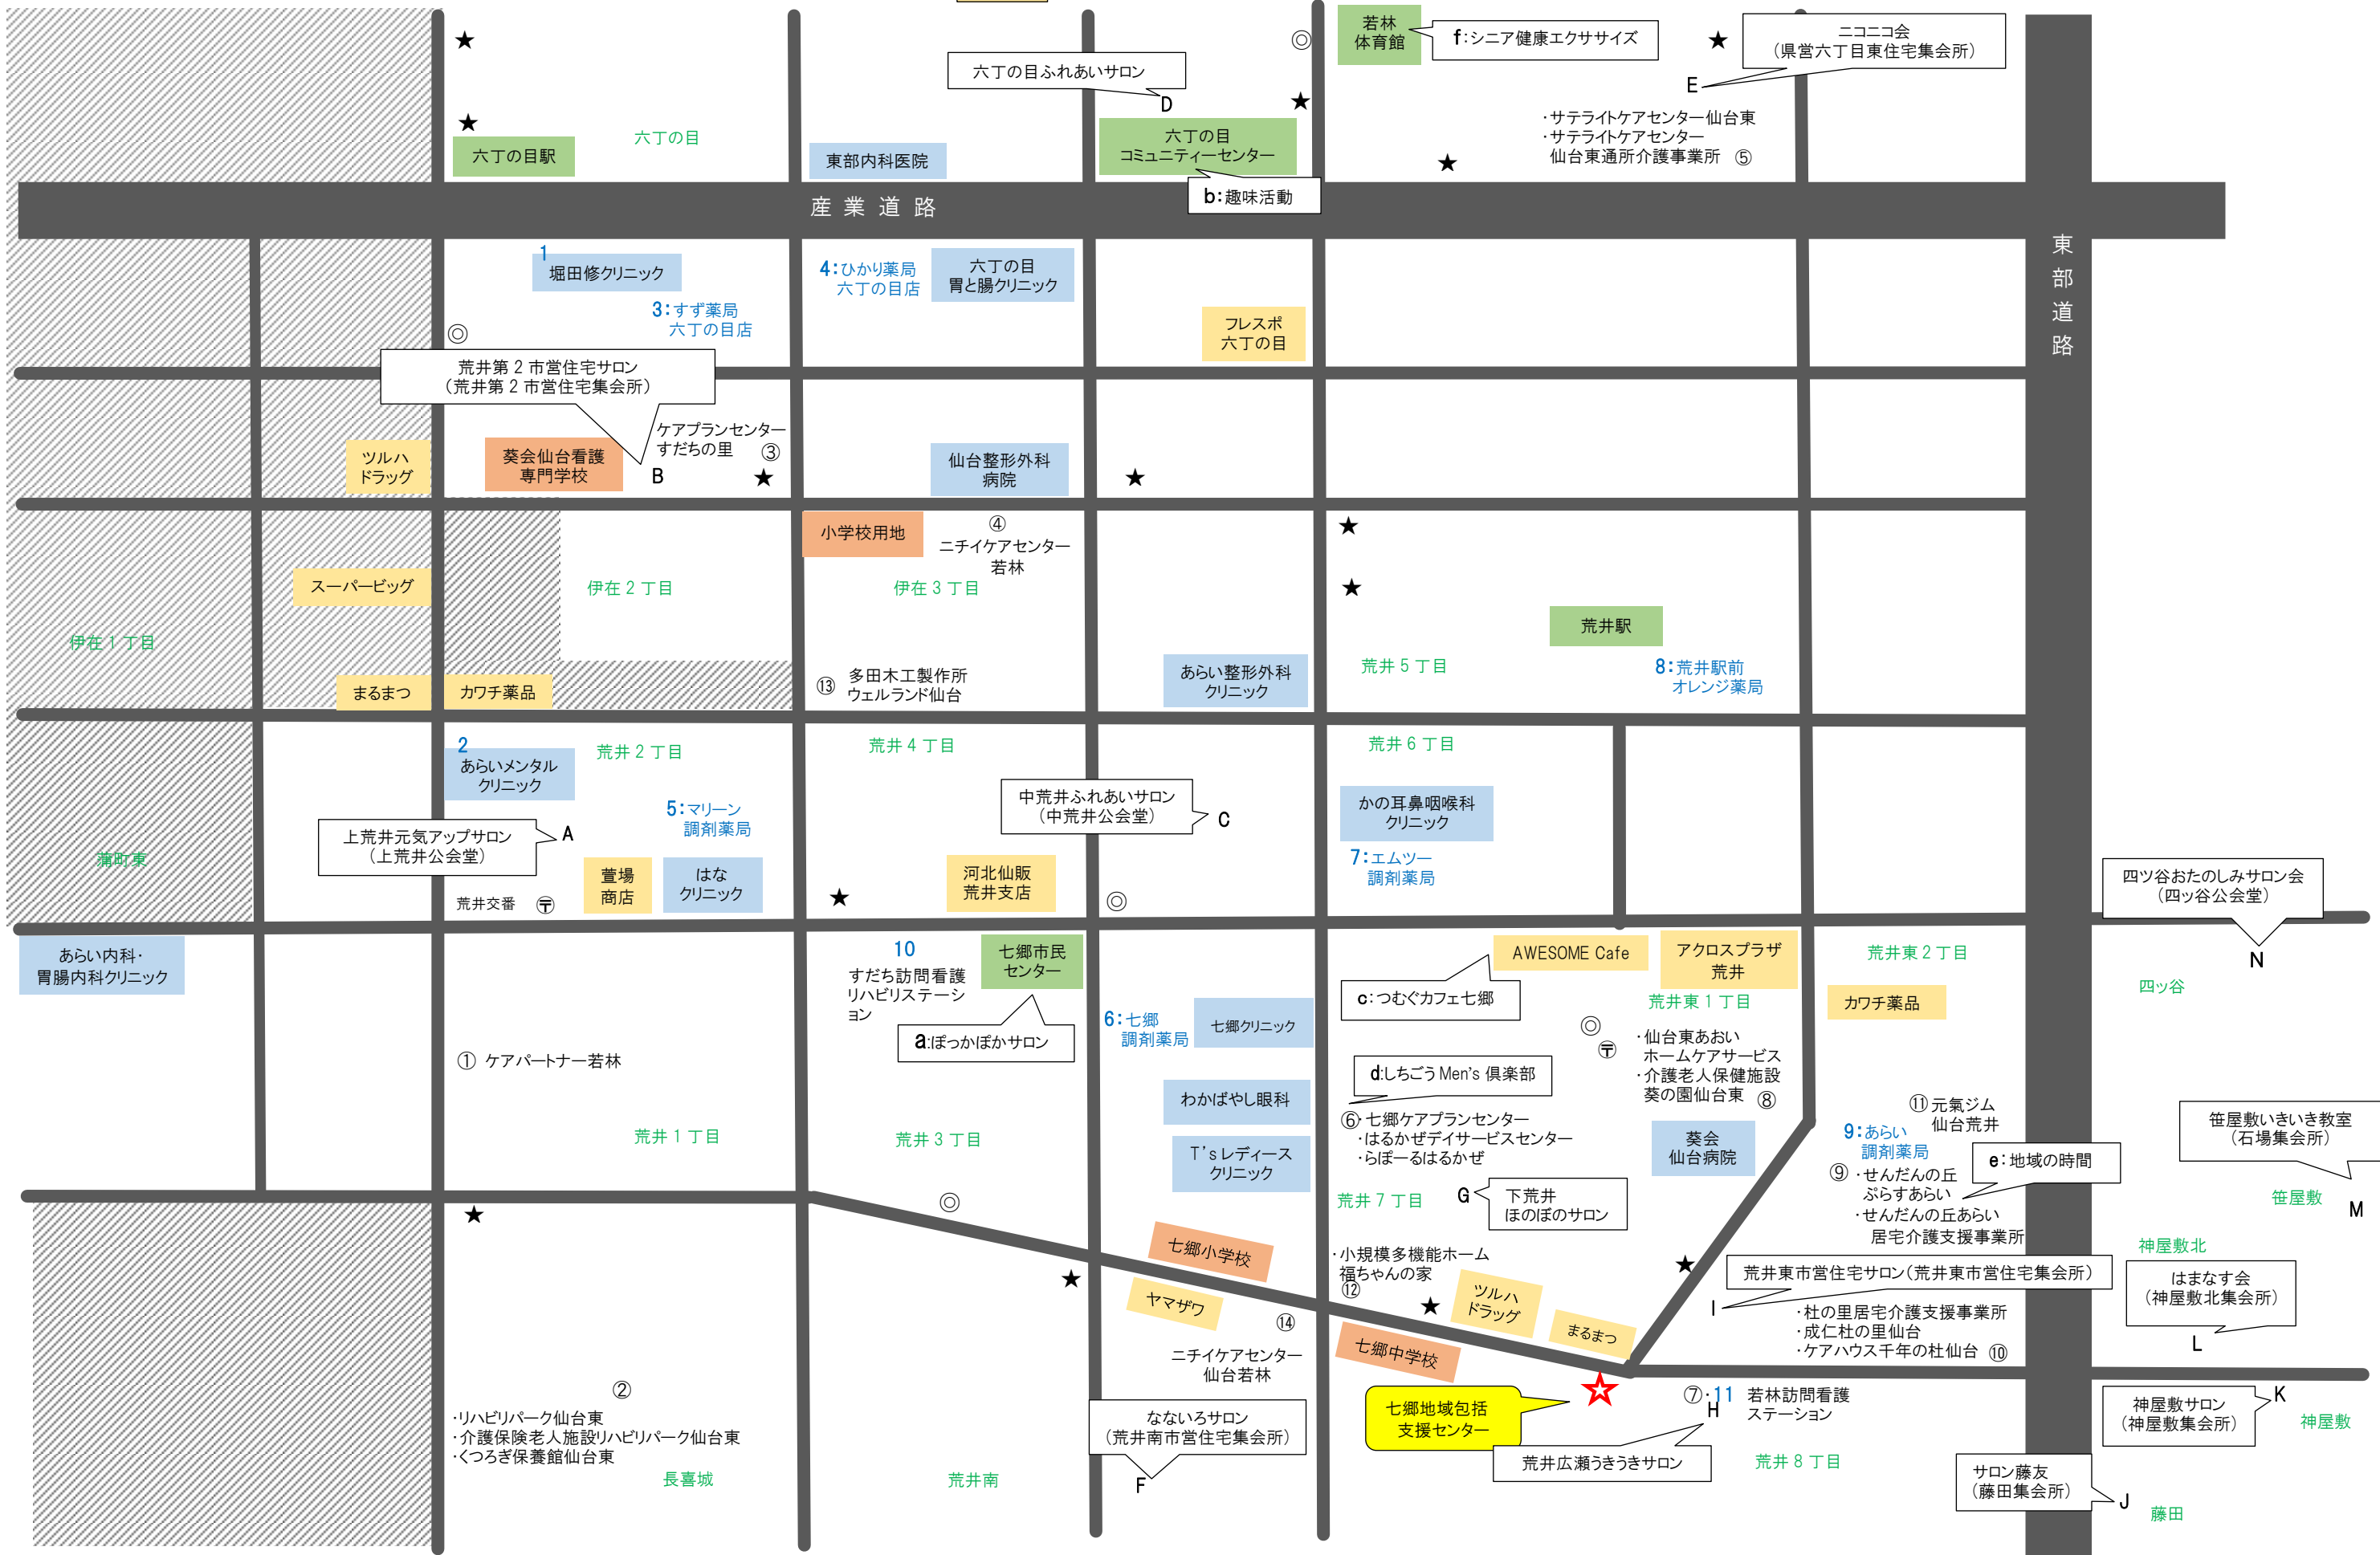 ★
◎
若林
体育館
f:シニア健康エクササイズ
★
ニコニコ会
(県営六丁目東住宅集会所)
六丁の目ふれあいサロン
D
★
E
★
六丁の目
六丁の目駅
東部内科医院
六丁の目
コミュニティーセンター
★
・サテライトケアセンター仙台東
・サテライトケアセンター
仙台東通所介護事業所 ⑤
b:趣味活動
産業道路
東部道路
1
堀田修クリニック
3:すず薬局
六丁の目店
4:ひかり薬局
六丁の目店
六丁の目
胃と腸クリニック
フレスポ
六丁の目
◎
荒井第2市営住宅サロン
(荒井第2市営住宅集会所)
ツルハ
ドラッグ
葵会仙台看護
専門学校
B
ケアプランセンター
すだちの里 ③
★
仙台整形外科
病院
★
小学校用地
④
ニチイケアセンター
若林
★
スーパービッグ
伊在2丁目
伊在3丁目
★
伊在1丁目
荒井駅
荒井5丁目
8:荒井駅前
オレンジ薬局
まるまつ
カワチ薬品
⑬ 多田木工製作所
ウェルランド仙台
あらい整形外科
クリニック
2
あらいメンタル
クリニック
荒井2丁目
荒井4丁目
荒井6丁目
5:マリーン
調剤薬局
中荒井ふれあいサロン
(中荒井公会堂)
C
かの耳鼻咽喉科
クリニック
上荒井元気アップサロン
(上荒井公会堂)
A
蒲町東
7:エムツー
調剤薬局
萱場
商店
はな
クリニック
河北仙販
荒井支店
四ツ谷おたのしみサロン会
(四ッ谷公会堂)
N
荒井交番 〶
★
◎
あらい内科・
胃腸内科クリニック
10
すだち訪問看護
リハビリステーシ
ョン
七郷市民
センター
a:ぽっかぽかサロン
AWESOME Cafe
アクロスプラザ
荒井
荒井東2丁目
四ッ谷
c:つむぐカフェ七郷
荒井東1丁目
カワチ薬品
6:七郷
調剤薬局
七郷クリニック
◎
〶
・仙台東あおい
ホームケアサービス
・介護老人保健施設
葵の園仙台東 ⑧
① ケアパートナー若林
d:しちごう Men's 倶楽部
わかばやし眼科
⑥・七郷ケアプランセンター
・はるかぜデイサービスセンター
・らぽーるはるかぜ
⑪ 元氣ジム
仙台荒井
笹屋敷いきいき教室
(石場集会所)
M
荒井1丁目
荒井3丁目
葵会
仙台病院
9:あらい
調剤薬局
e:地域の時間
T'sレディース
クリニック
⑨ ・せんだんの丘
ぷらすあらい
・せんだんの丘あらい
居宅介護支援事業所
◎
荒井7丁目
G
下荒井
ほのぼのサロン
笹屋敷
★
七郷小学校
神屋敷北
★
・小規模多機能ホーム
福ちゃんの家
⑫
★
荒井東市営住宅サロン(荒井東市営住宅集会所)
はまなす会
(神屋敷北集会所)
L
ヤマザワ
★
ツルハ
ドラッグ
I
・杜の里居宅介護支援事業所
・成仁杜の里仙台
・ケアハウス千年の杜仙台 ⑩
⑭
ニチイケアセンター
仙台若林
七郷中学校
まるまつ
②
・リハビリパーク仙台東
・介護保険老人施設リハビリパーク仙台東
・くつろぎ保養館仙台東
七郷地域包括
支援センター
☆
⑦・11 若林訪問看護
ステーション
H
神屋敷サロン
(神屋敷集会所)
K
神屋敷
なないろサロン
(荒井南市営住宅集会所)
F
荒井広瀬うきうきサロン
荒井8丁目
長喜城
荒井南
サロン藤友
(藤田集会所)
J
藤田